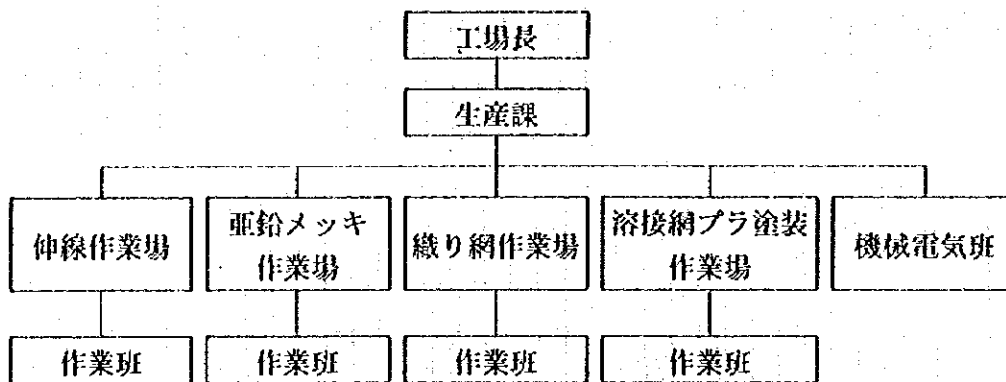 工場長
生産課
伸線作業場
亜鉛メッキ
作業場
織り網作業場
溶接網プラ塗装
作業場
機械電気班
作業班
作業班
作業班
作業班